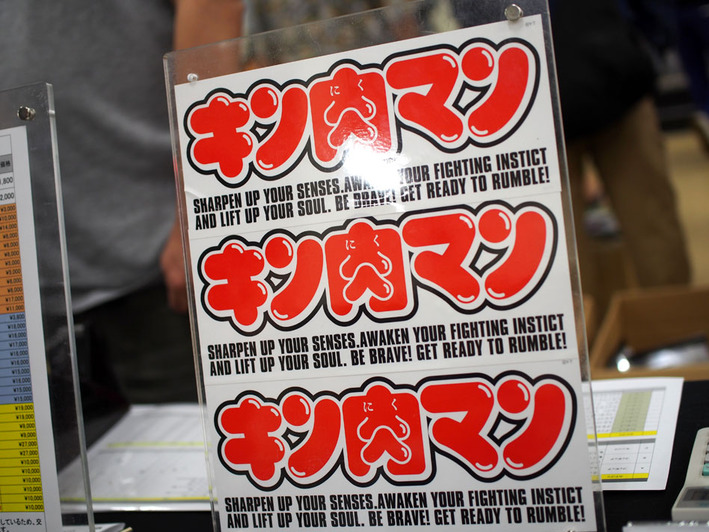 キン肉マン
にく
SHARPEN UP YOUR SENSES.AWAKEN YOUR FIGHTING INSTICT
AND LIFT UP YOUR SOUL. BE BRAVE! GET READY TO RUMBLE!
キン肉マン
にく
SHARPEN UP YOUR SENSES.AWAKEN YOUR FIGHTING INSTICT
AND LIFT UP YOUR SOUL. BE BRAVE! GET READY TO RUMBLE!
キン肉マン
にく
SHARPEN UP YOUR SENSES.AWAKEN YOUR FIGHTING INSTICT
AND LIFT UP YOUR SOUL. BE BRAVE! GET READY TO RUMBLE!